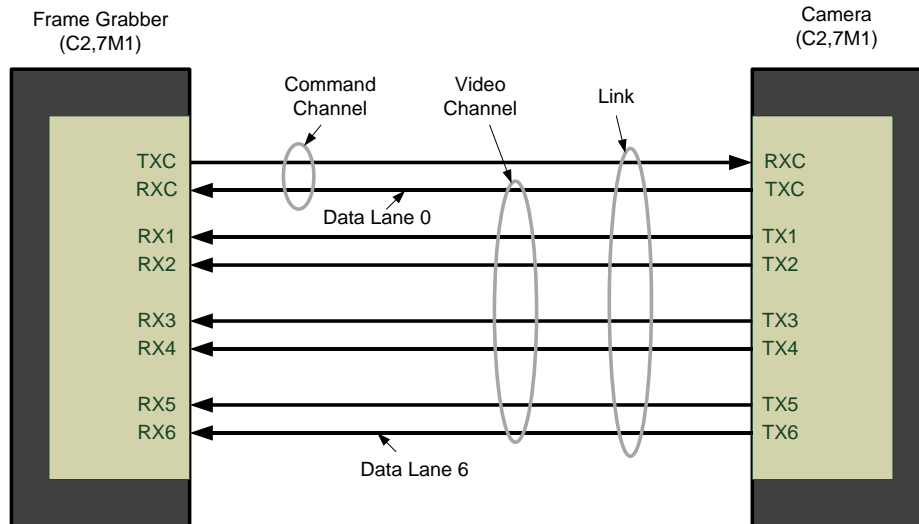 Frame Grabber
(C2,7M1)
Camera
(C2,7M1)
Command
Channel
Video
Channel
Link
TXC
RXC
RXC
TXC
Data Lane 0
RX1
TX1
RX2
TX2
RX3
TX3
RX4
TX4
RX5
TX5
RX6
TX6
Data Lane 6